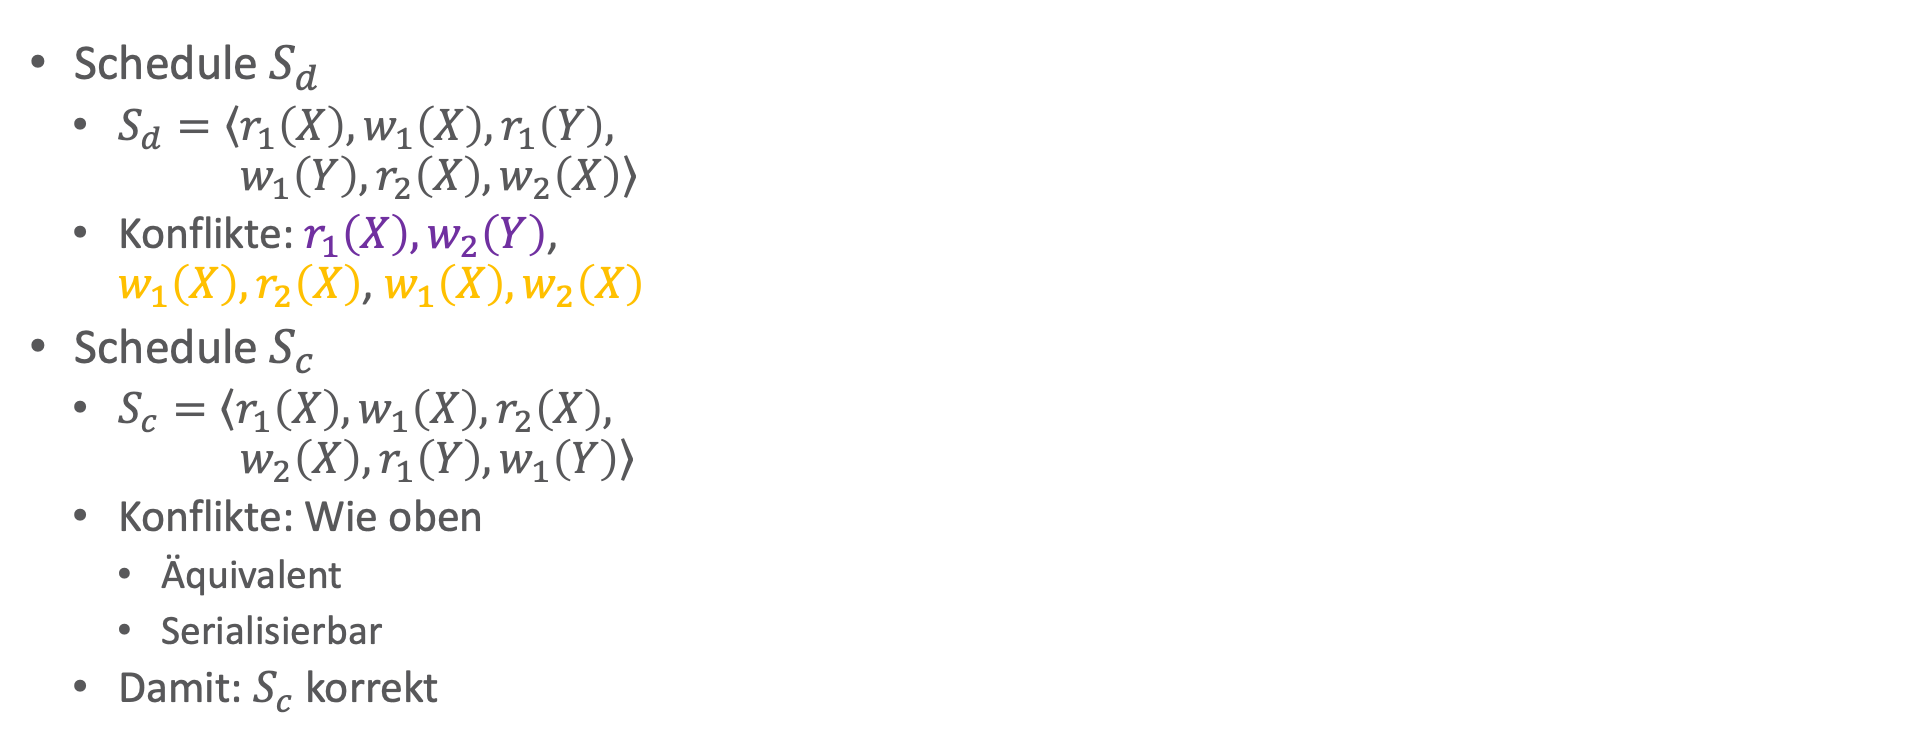 • Schedule S_d
• S_d = ⟨r_1(X), w_1(X), r_1(Y),
w_1(Y), r_2(X), w_2(X)⟩
• Konflikte: r_1(X), w_2(Y),
w_1(X), r_2(X), w_1(X), w_2(X)
• Schedule S_c
• S_c = ⟨r_1(X), w_1(X), r_2(X),
w_2(X), r_1(Y), w_1(Y)⟩
• Konflikte: Wie oben
• Äquivalent
• Serialisierbar
• Damit: S_c korrekt